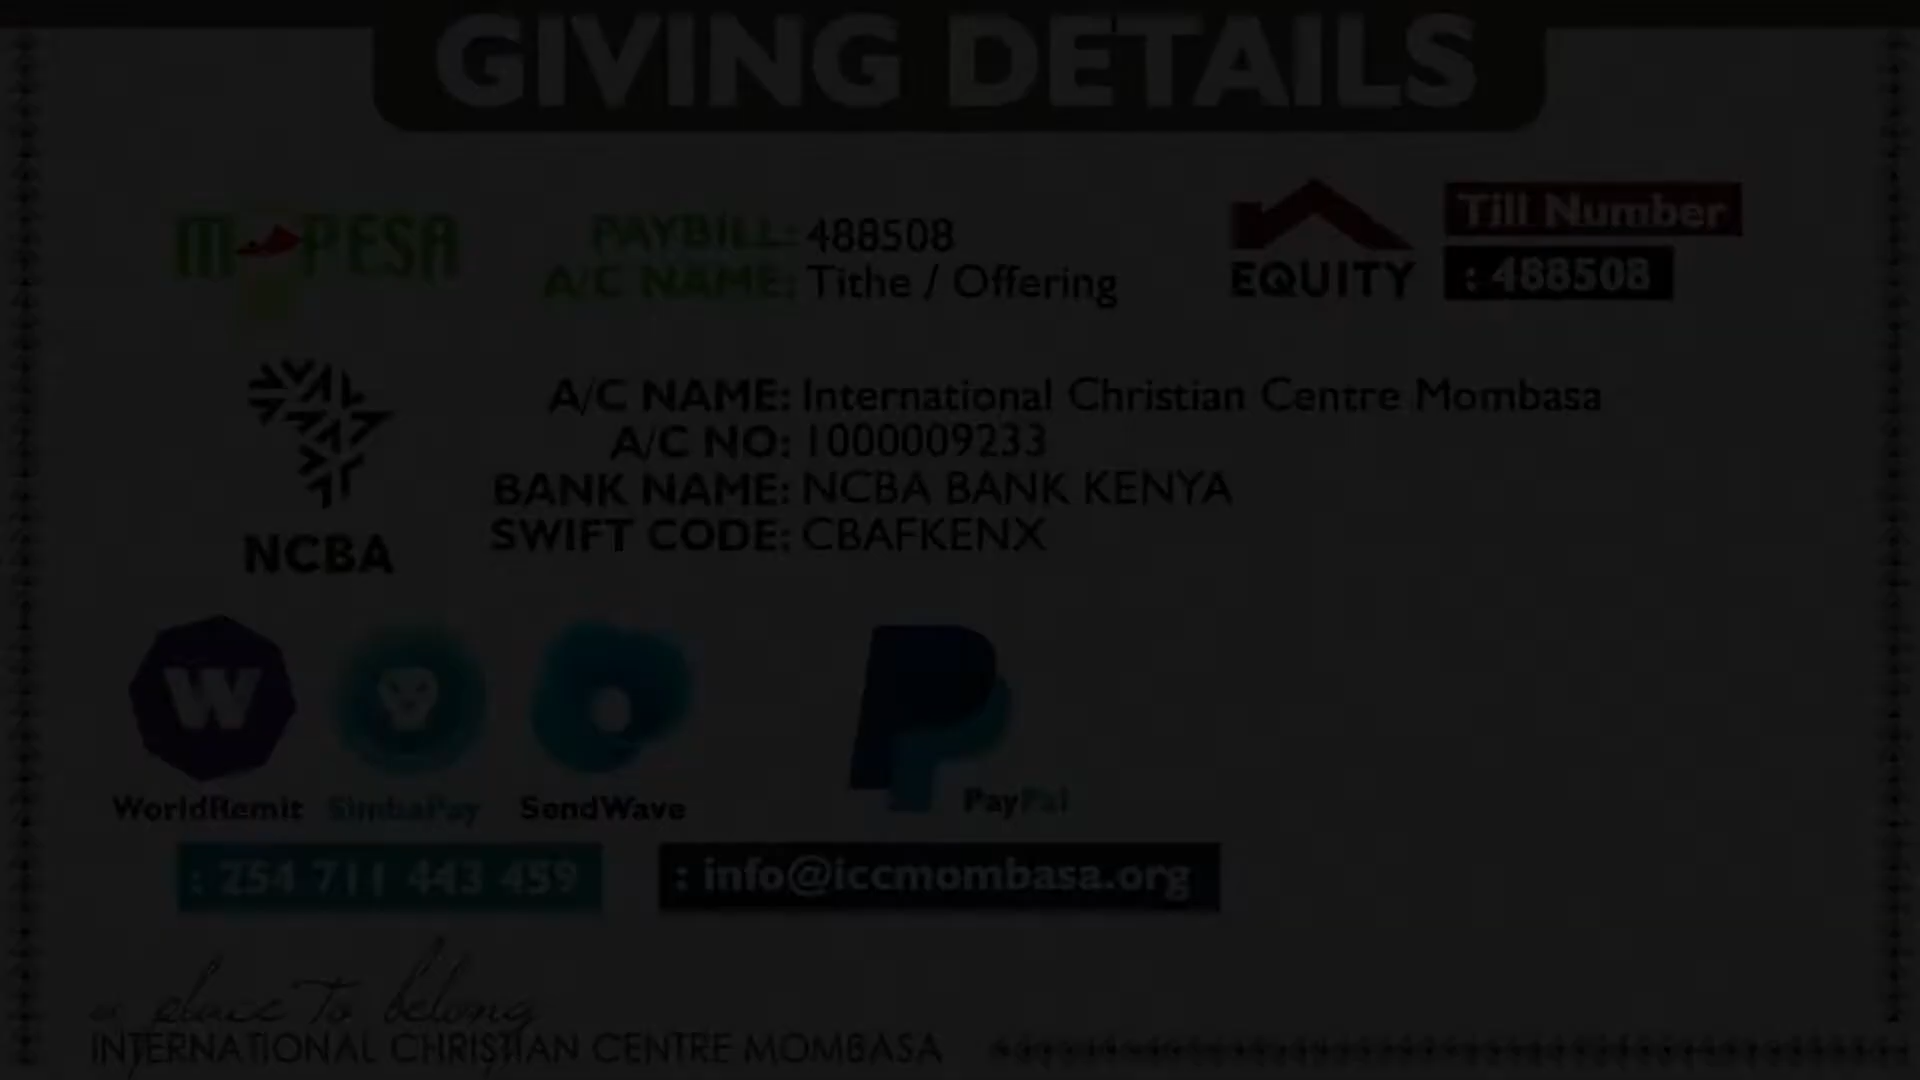 GIVING DETAILS
M-PESA
PAYBILL: 488508
A/C NAME: Tithe / Offering
EQUITY
Till Number
: 488508
NCBA
A/C NAME: International Christian Centre Mombasa
A/C NO: 1000009233
BANK NAME: NCBA BANK KENYA
SWIFT CODE: CBAFKENX
WorldRemit SimbaPay SendWave
PayPal
: 254 711 443 459
: info@iccmombasa.org
a place to belong
INTERNATIONAL CHRISTIAN CENTRE MOMBASA